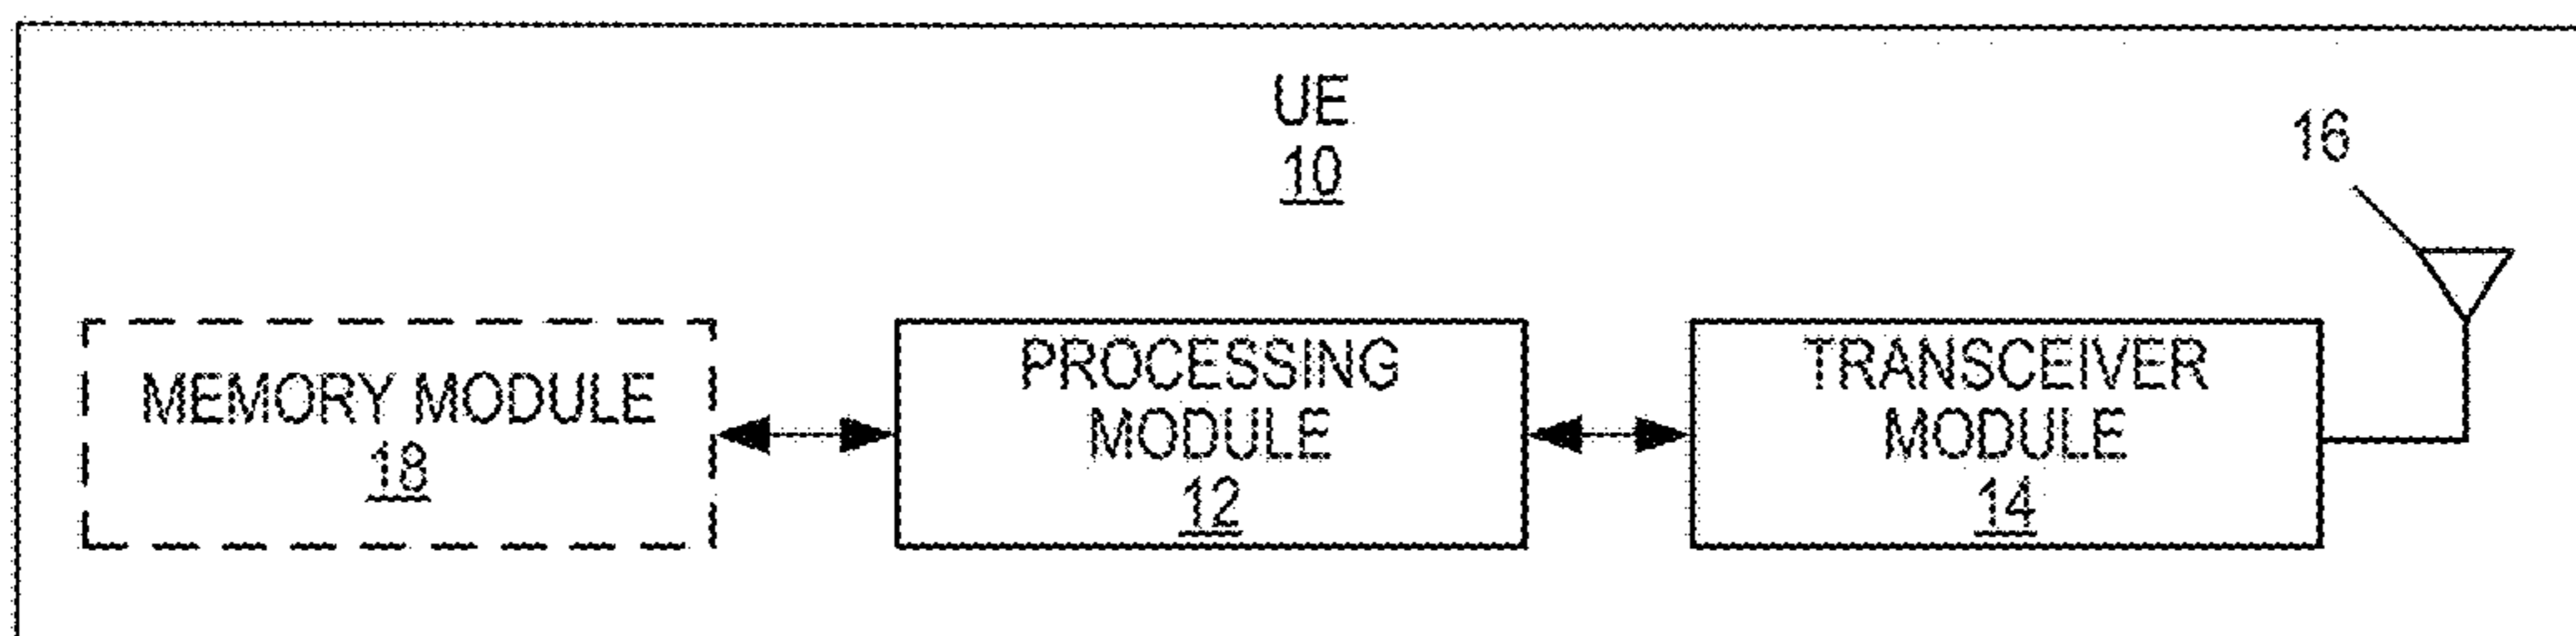 UE
10
16
MEMORY MODULE
18
PROCESSING
MODULE
12
TRANSCEIVER
MODULE
14